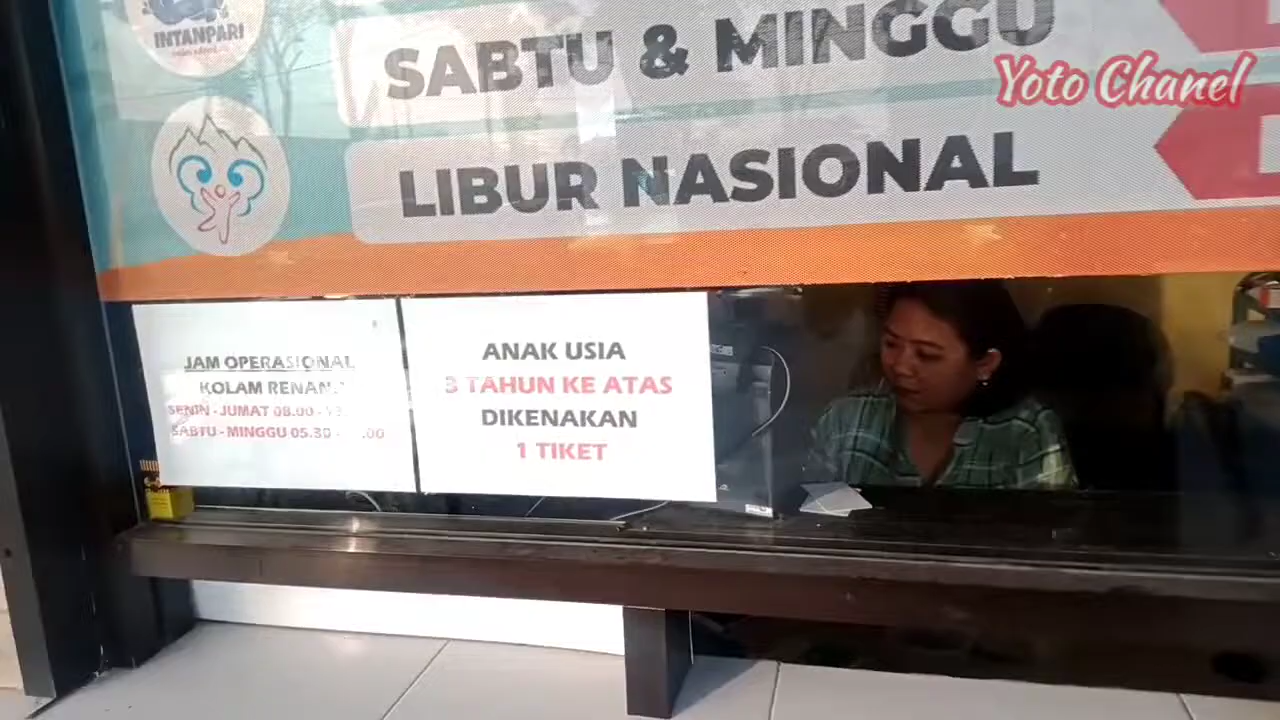 INTANPARI
SABTU & MINGGU
Yoto Chanel
LIBUR NASIONAL
JAM OPERASIONAL
KOLAM
SENIN - JUMAT 08.00 -
SABTU - MINGGU 05.30 -
ANAK USIA
3 TAHUN KE ATAS
DIKENAKAN
1 TIKET